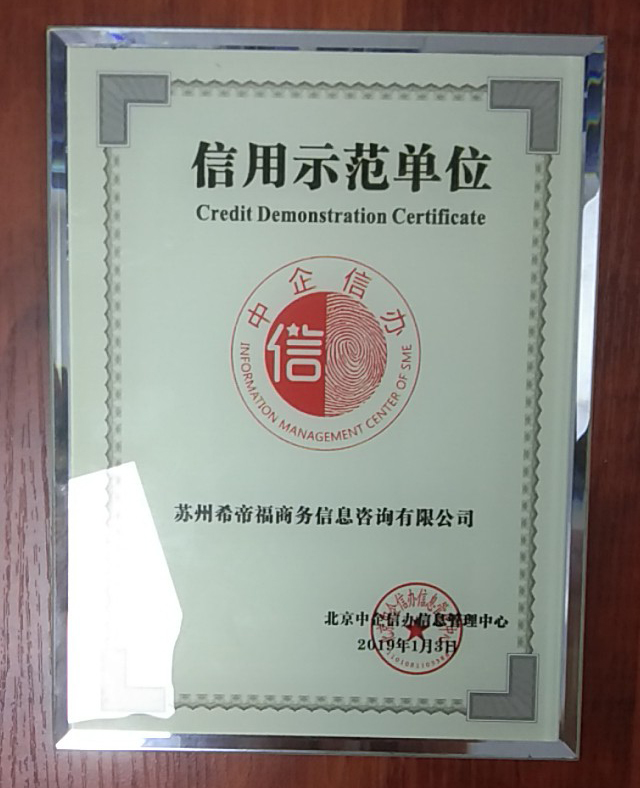 信用示范单位
Credit Demonstration Certificate
中企信办
信
INFORMATION MANAGEMENT CENTER OF SME
苏州希帝福商务信息咨询有限公司
北京中企信办信息管理中心
2019年1月3日